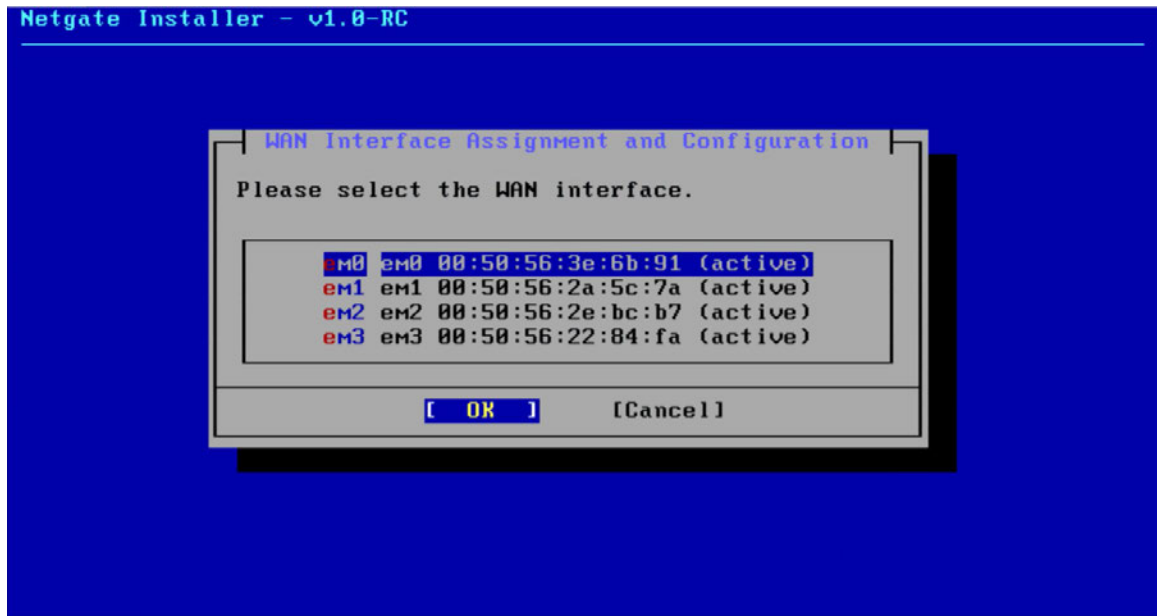 Netgate Installer - v1.0-RC
WAN Interface Assignment and Configuration
Please select the WAN interface.
em0 em0 00:50:56:3e:6b:91 (active)
em1 em1 00:50:56:2a:5c:7a (active)
em2 em2 00:50:56:2e:bc:b7 (active)
em3 em3 00:50:56:22:84:fa (active)
[ OK ] [Cancel]